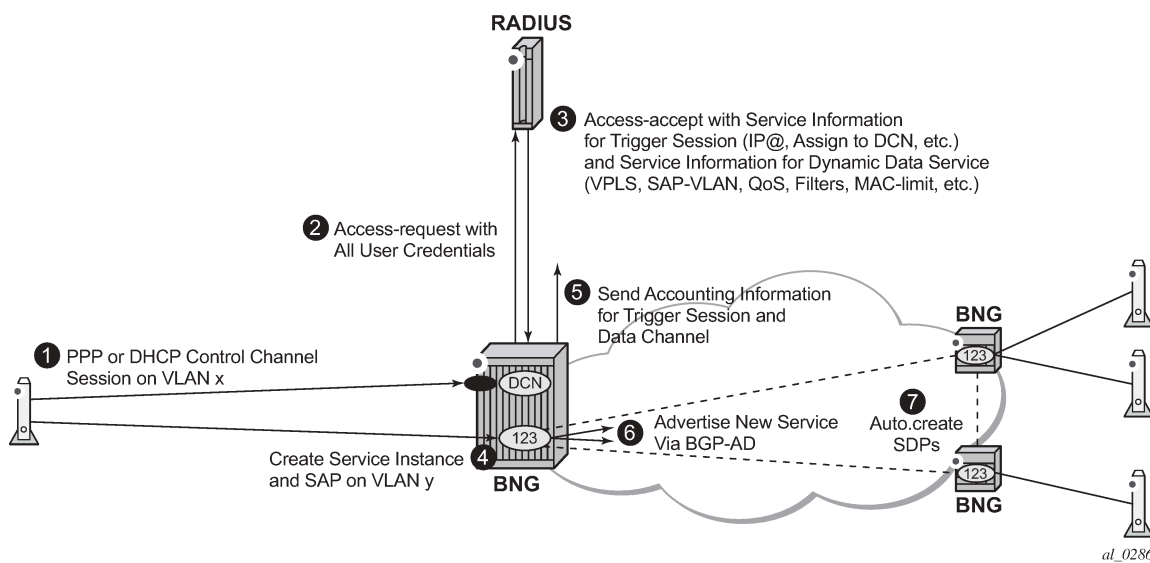 RADIUS
3 Access-accept with Service Information
for Trigger Session (IP@, Assign to DCN, etc.)
and Service Information for Dynamic Data Service
(VPLS, SAP-VLAN, QoS, Filters, MAC-limit, etc.)
2 Access-request with
All User Credentials
5 Send Accounting Information
for Trigger Session and
Data Channel
1 PPP or DHCP Control Channel
Session on VLAN x
DCN
123
4
Create Service Instance
and SAP on VLAN y
BNG
6 Advertise New Service
Via BGP-AD
BNG
123
7
Auto.create
SDPs
123
BNG
al_0286